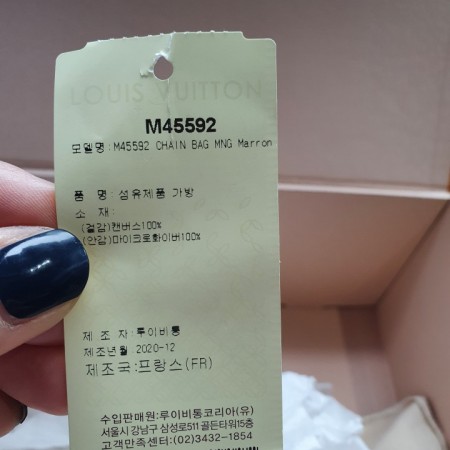 LOUIS VUITTON
M45592
모델명:M45592 CHAIN BAG MNG Marron
품 명:섬유제품 가방
소 재:
(겉감)캔버스100%
(안감)마이크로화이버100%
제 조 자:루이비통
제조년월 2020-12
제조국:프랑스(FR)
수입판매원:루이비통코리아(유)
서울시 강남구 삼성로511 골든타워15층
고객만족센터:(02)3432-1854